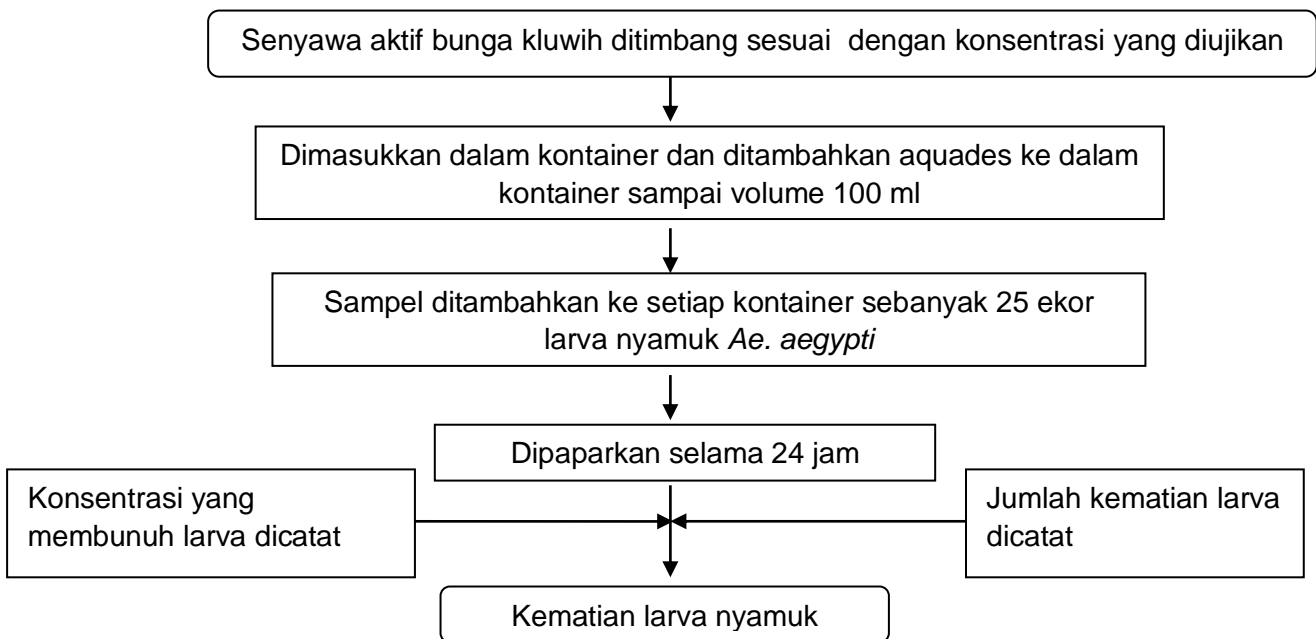 Senyawa aktif bunga kluwih ditimbang sesuai dengan konsentrasi yang diujikan
Dimasukkan dalam kontainer dan ditambahkan aquades ke dalam
kontainer sampai volume 100 ml
Sampel ditambahkan ke setiap kontainer sebanyak 25 ekor
larva nyamuk Ae. aegypti
Dipaparkan selama 24 jam
Konsentrasi yang
membunuh larva dicatat
Jumlah kematian larva
dicatat
Kematian larva nyamuk